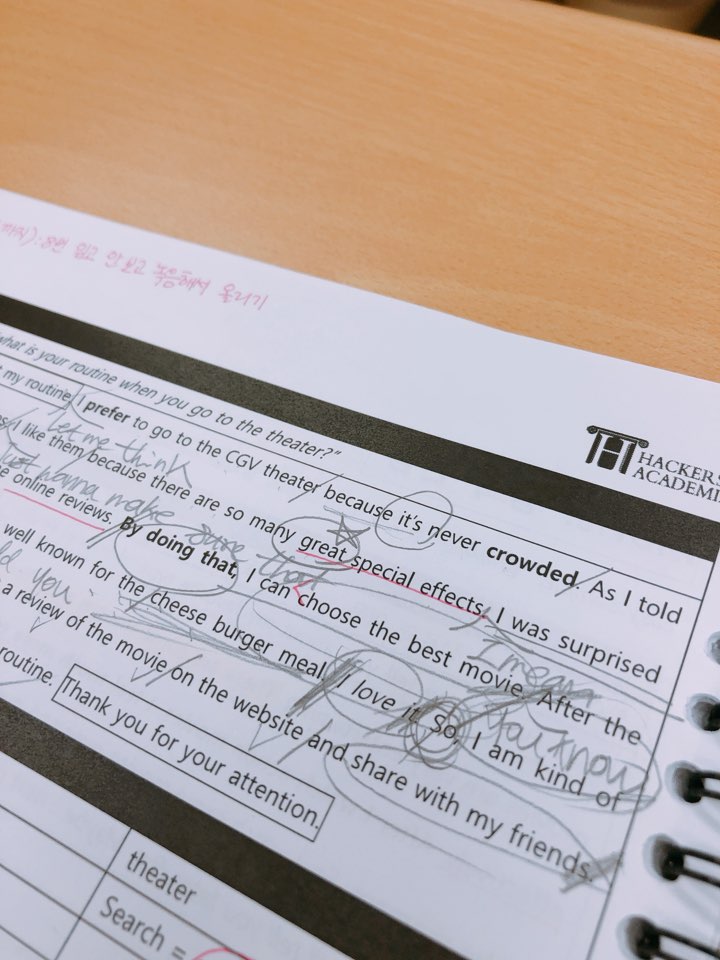 8번 읽고 안보고 녹음해서 올리기
what is your routine when you go to the theater?"
HACKERS
ACADEMI
my routine. I prefer to go to the CGV theater because it's never crowded. As I told
let me think
I like them because there are so many great special effects. I was surprised
just wanna make sure that
online reviews. By doing that, I can choose the best movie. After the
I mean
well known for the cheese burger meal. I love it. So, I am kind of
you
You know
a review of the movie on the website and share with my friends.
routine. Thank you for your attention.
theater
Search =